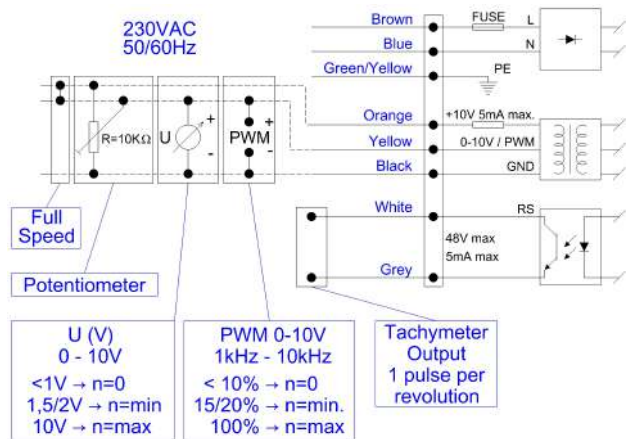 230VAC
50/60Hz
Brown
FUSE
L
Blue
N
Green/Yellow
PE
Orange
+10V 5mA max.
Yellow
0-10V / PWM
Black
GND
R=10KΩ
U
+
-
+
PWM
-
White
RS
48V max
5mA max
Grey
Full
Speed
Potentiometer
U (V)
0 - 10V
<1V → n=0
1,5/2V → n=min
10V → n=max
PWM 0-10V
1kHz - 10kHz
< 10% → n=0
15/20% → n=min.
100% → n=max
Tachymeter
Output
1 pulse per
revolution